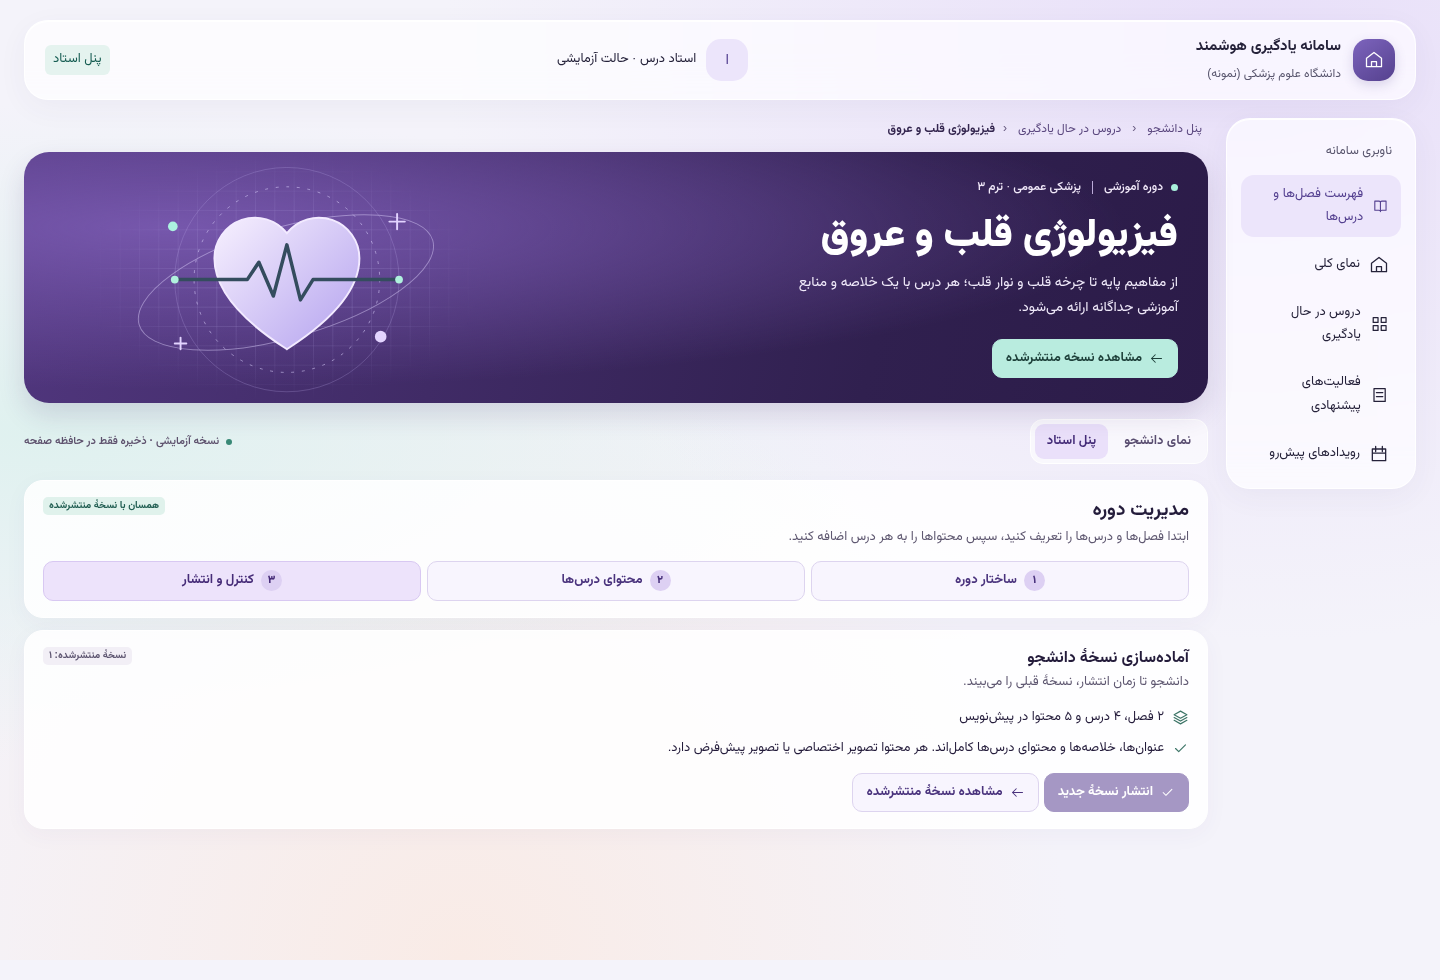 سامانه یادگیری هوشمند
دانشگاه علوم پزشکی (نمونه)
ا
استاد درس · حالت آزمایشی
پنل استاد
ناوبری سامانه
فهرست فصل‌ها و
درس‌ها
نمای کلی
دروس در حال
یادگیری
فعالیت‌های
پیشنهادی
رویدادهای پیش‌رو
پنل دانشجو › دروس در حال یادگیری › فیزیولوژی قلب و عروق
دوره آموزشی | پزشکی عمومی · ترم ۳
فیزیولوژی قلب و عروق
از مفاهیم پایه تا چرخه قلب و نوار قلب؛ هر درس با یک خلاصه و منابع
آموزشی جداگانه ارائه می‌شود.
مشاهده نسخه منتشرشده
نمای دانشجو
پنل استاد
نسخه آزمایشی · ذخیره فقط در حافظه صفحه
مدیریت دوره
همسان با نسخهٔ منتشرشده
ابتدا فصل‌ها و درس‌ها را تعریف کنید، سپس محتواها را به هر درس اضافه کنید.
۱ ساختار دوره
۲ محتوای درس‌ها
۳ کنترل و انتشار
آماده‌سازی نسخهٔ دانشجو
نسخهٔ منتشرشده: ۱
دانشجو تا زمان انتشار، نسخهٔ قبلی را می‌بیند.
۲ فصل، ۴ درس و ۵ محتوا در پیش‌نویس
عنوان‌ها، خلاصه‌ها و محتوای درس‌ها کامل‌اند. هر محتوا تصویر اختصاصی یا تصویر پیش‌فرض دارد.
انتشار نسخهٔ جدید
مشاهده نسخهٔ منتشرشده